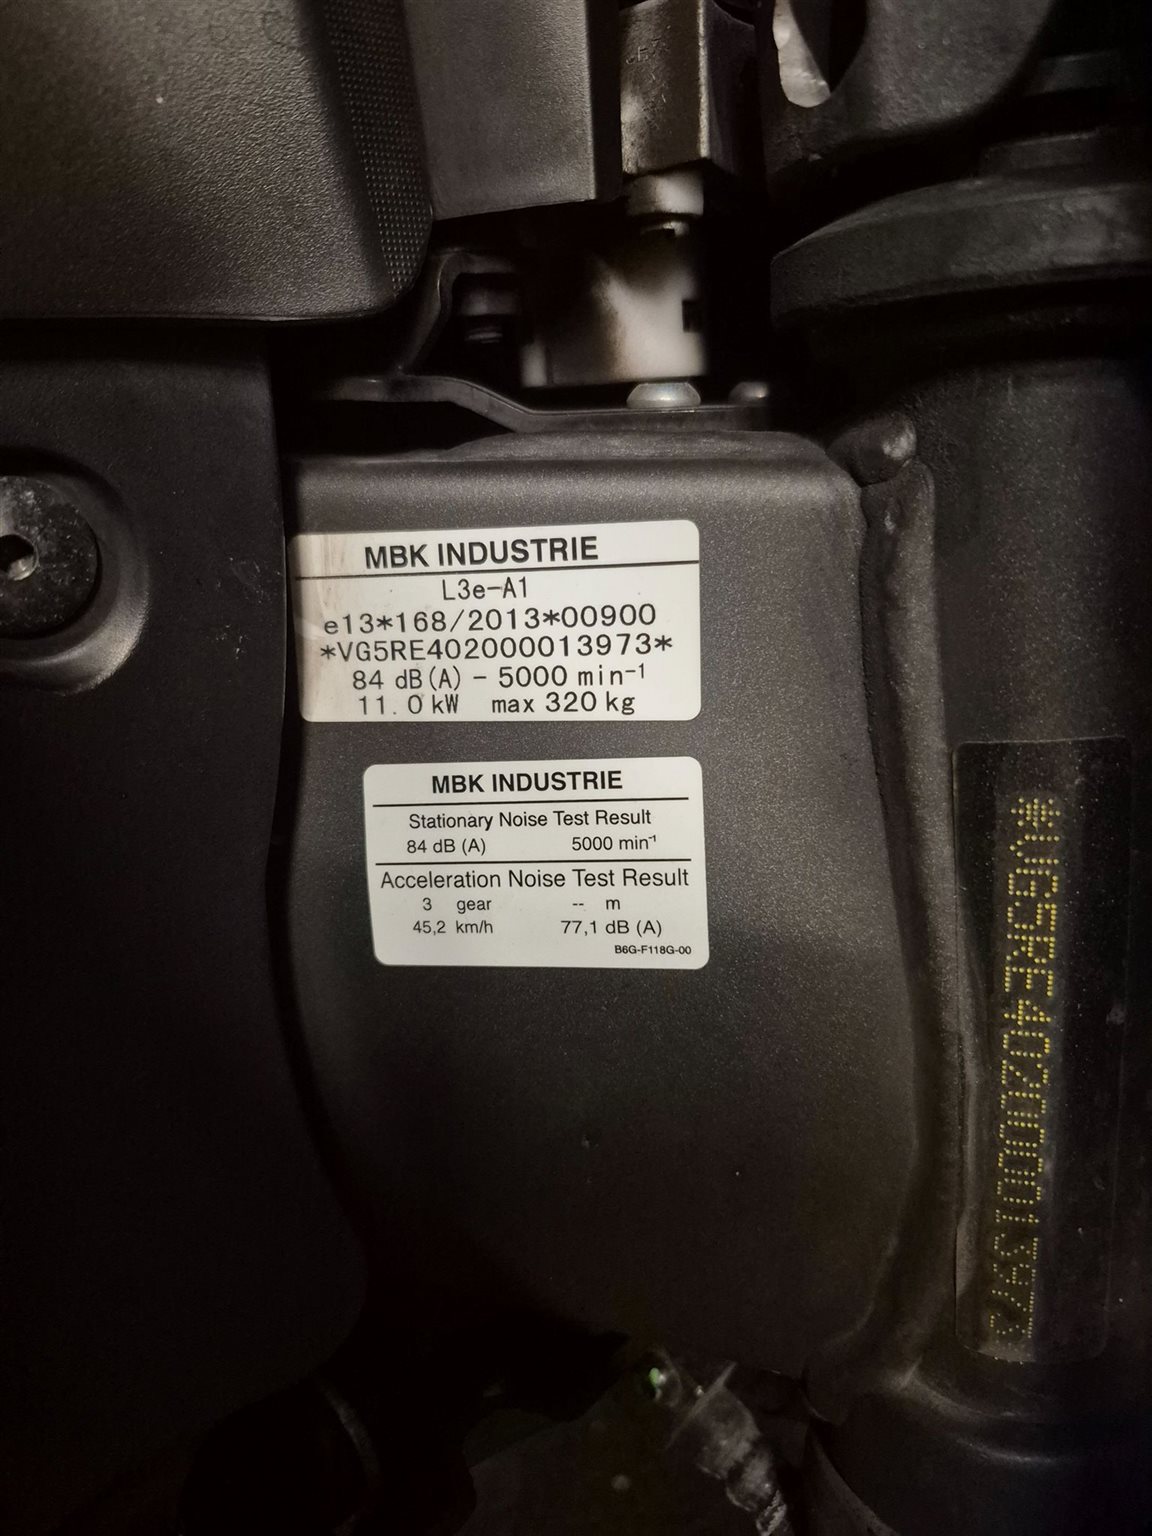 MBK INDUSTRIE
L3e-A1
e13*168/2013*00900
*VG5RE402000013973*
84 dB(A) - 5000 min⁻¹
11.0 kW max 320 kg
MBK INDUSTRIE
Stationary Noise Test Result
84 dB (A) 5000 min⁻¹
Acceleration Noise Test Result
3 gear -- m
45,2 km/h 77,1 dB (A)
B6G-F118G-00
*VG5RE402000013973*